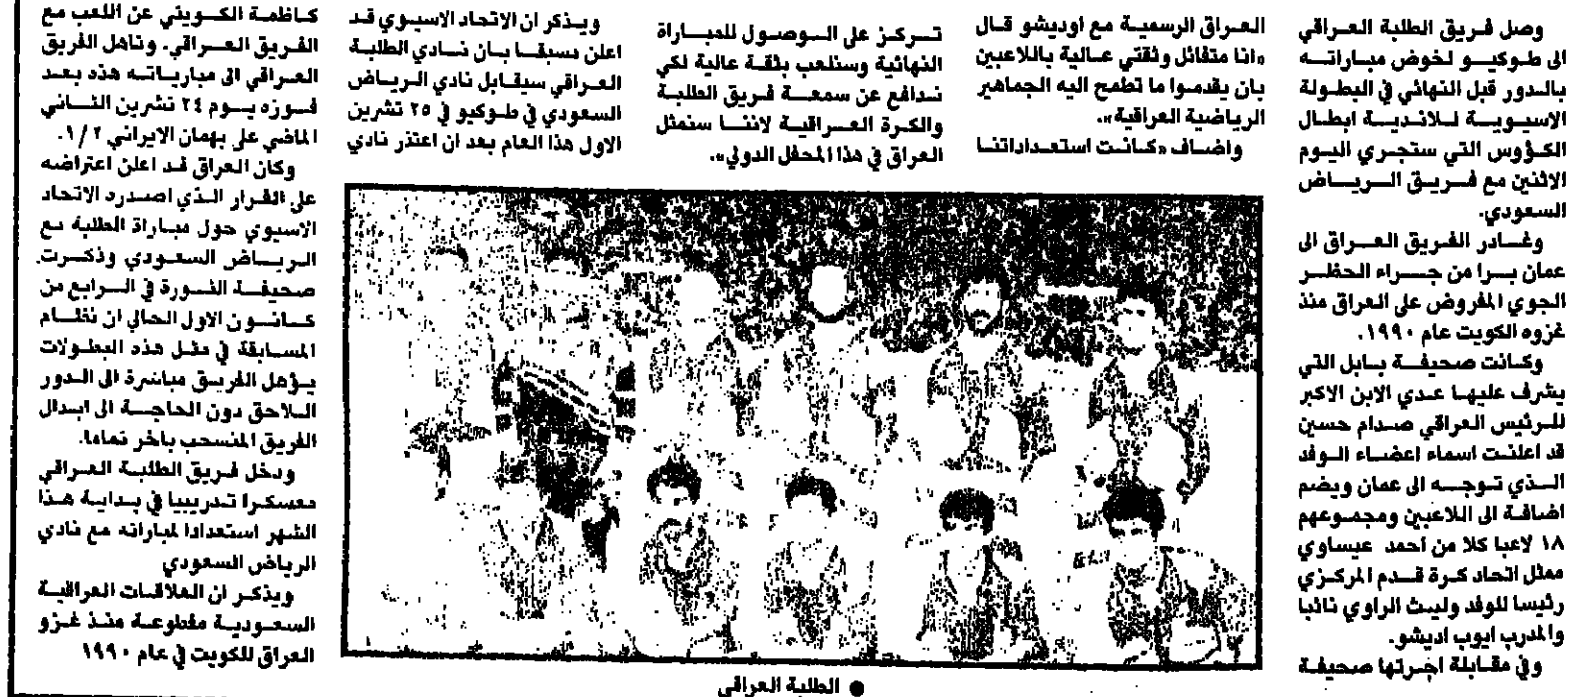 وصل فريق الطلبة العراقي
الى طوكيو لخوض مباراته
بالدور قبل النهائي في البطولة
الاسيوية للاندية ابطال
الكؤوس التي ستجري اليوم
الاثنين مع فريق الرياض
السعودي.
وغادر الفريق العراق الى
عمان برا من جراء الحظر
الجوي المفروض على العراق منذ
غزوه الكويت عام ١٩٩٠.
وكانت صحيفة بابل التي
يشرف عليها عدي الابن الاكبر
للرئيس العراقي صدام حسين
قد اعلنت اسماء اعضاء الوفد
الذي توجه الى عمان ويضم
اضافة الى اللاعبين ومجموعهم
١٨ لاعبا كلا من احمد عيساوي
ممثل اتحاد كرة قدم المركزي
رئيسا للوفد وليث الراوي نائبا
والمدرب ايوب اديشو.
وفي مقابلة اجرتها صحيفة
العراق الرسمية مع اوديشو قال
«انا متفائل وثقتي عالية باللاعبين
بان يقدموا ما تطمح اليه الجماهير
الرياضية العراقية».
واضاف «كانت استعداداتنا
تركز على الوصول للمباراة
النهائية وسنلعب بثقة عالية لكي
ندافع عن سمعة فريق الطلبة
والكرة العراقية لاننا سنمثل
العراق في هذا المحفل الدولي».
ويذكر ان الاتحاد الاسيوي قد
اعلن مسبقا بان نادي الطلبة
العراقي سيقابل نادي الرياض
السعودي في طوكيو في ٢٥ تشرين
الاول هذا العام بعد ان اعتذر نادي
كاظمة الكويتي عن اللعب مع
الفريق العراقي. وتاهل الفريق
العراقي الى مبارياته هذه بعد
فوزه يوم ٢٤ تشرين الثاني
الماضي على بهمان الايراني ٢/١.
وكان العراق قد اعلن اعتراضه
على القرار الذي اصدره الاتحاد
الاسيوي حول مباراة الطلبة مع
الرياض السعودي وذكرت
صحيفة الثورة في الرابع من
كانون الاول الحالي ان نظام
المسابقة في مثل هذه البطولات
يؤهل الفريق مباشرة الى الدور
اللاحق دون الحاجة الى ابدال
الفريق المنسحب باخر تماما.
ودخل فريق الطلبة العراقي
معسكرا تدريبيا في بداية هذا
الشهر استعدادا لمباراته مع نادي
الرياض السعودي
ويذكر ان العلاقات العراقية
السعودية مقطوعة منذ غزو
العراق للكويت في عام ١٩٩٠
● الطلبة العراقي